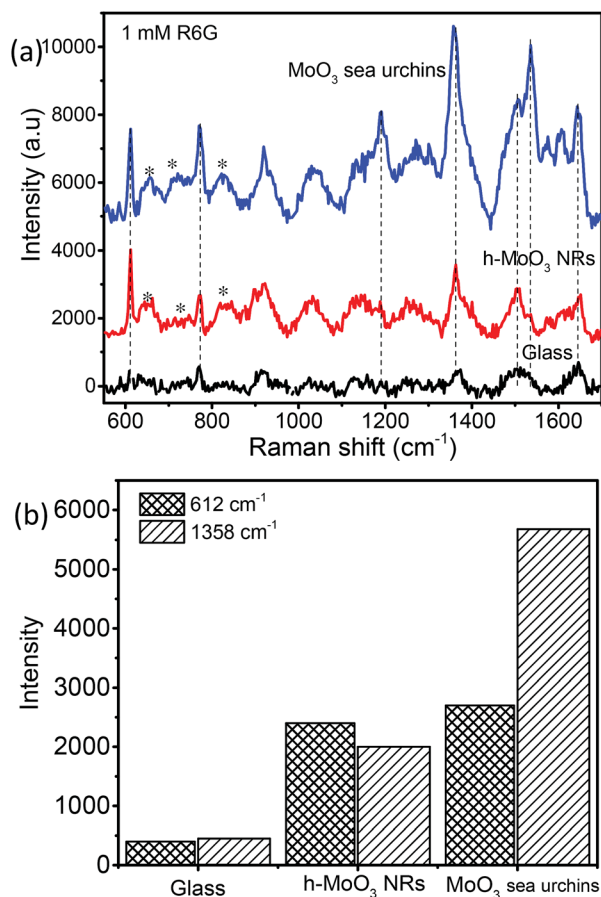 (a)
1 mM R6G
MoO₃ sea urchins
h-MoO₃ NRs
Glass
Intensity (a.u)
10000
8000
6000
4000
2000
0
* * *
* * *
600 800 1000 1200 1400 1600
Raman shift (cm⁻¹)
(b)
612 cm⁻¹
1358 cm⁻¹
Intensity
6000
5000
4000
3000
2000
1000
0
Glass h-MoO₃ NRs MoO₃ sea urchins